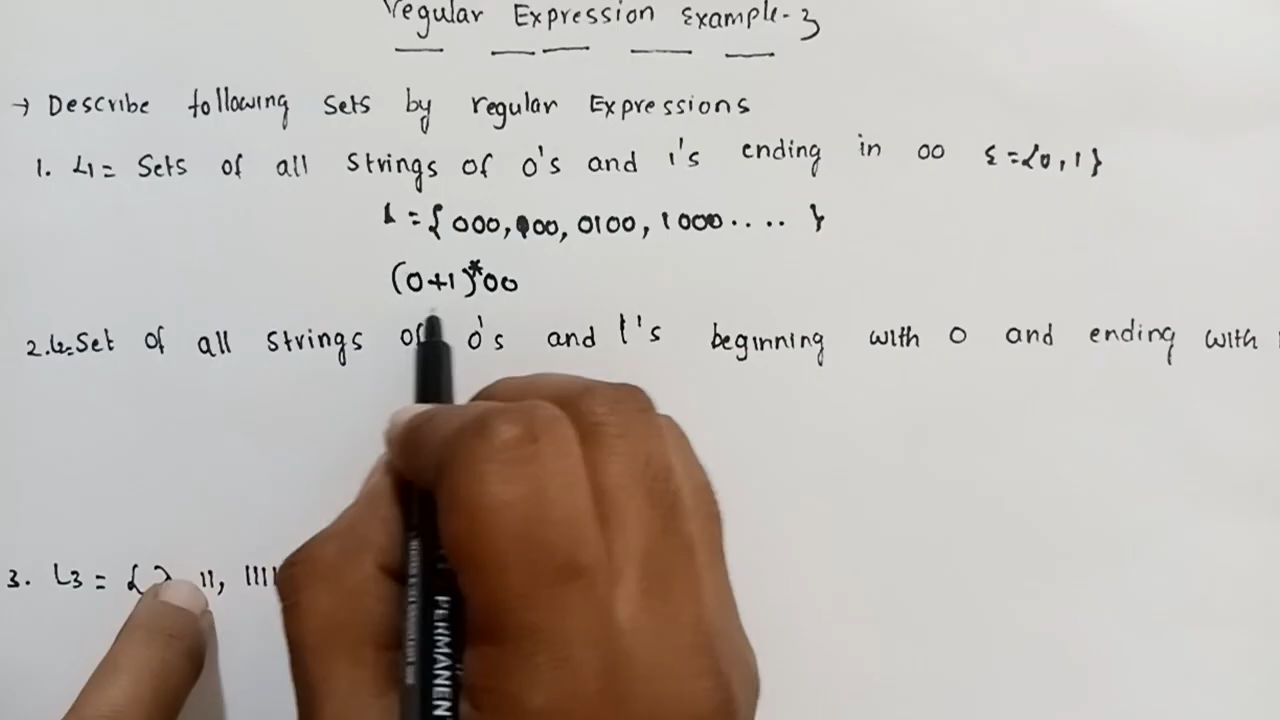 regular Expression Example-3
→ Describe following sets by regular Expressions
1. L1 = Sets of all strings of 0's and 1's ending in 00 Σ={0,1}
L = { 000, 100, 0100, 1000.... }
(0+1)*00
2. L2=Set of all strings of 0's and 1's beginning with 0 and ending with
3. L3 = { 11, 1111
PERMANEN